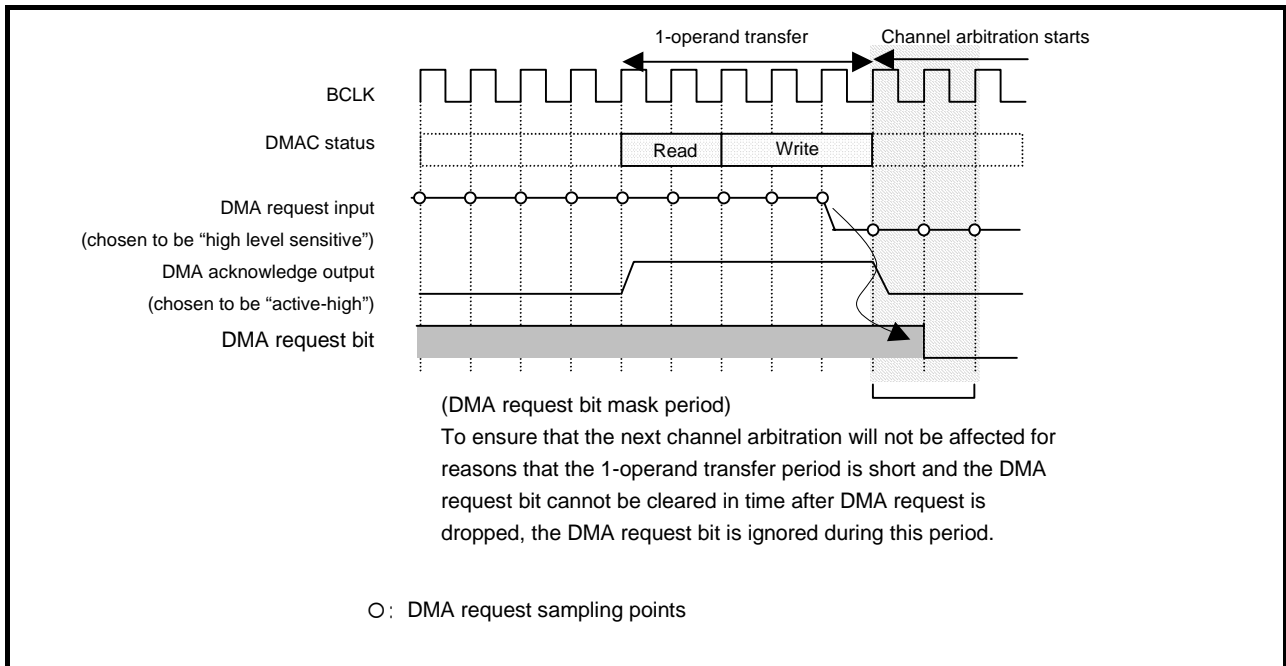 1-operand transfer
Channel arbitration starts
BCLK
DMAC status
Read
Write
DMA request input
(chosen to be “high level sensitive”)
DMA acknowledge output
(chosen to be “active-high”)
DMA request bit
(DMA request bit mask period)
To ensure that the next channel arbitration will not be affected for
reasons that the 1-operand transfer period is short and the DMA
request bit cannot be cleared in time after DMA request is
dropped, the DMA request bit is ignored during this period.
O: DMA request sampling points